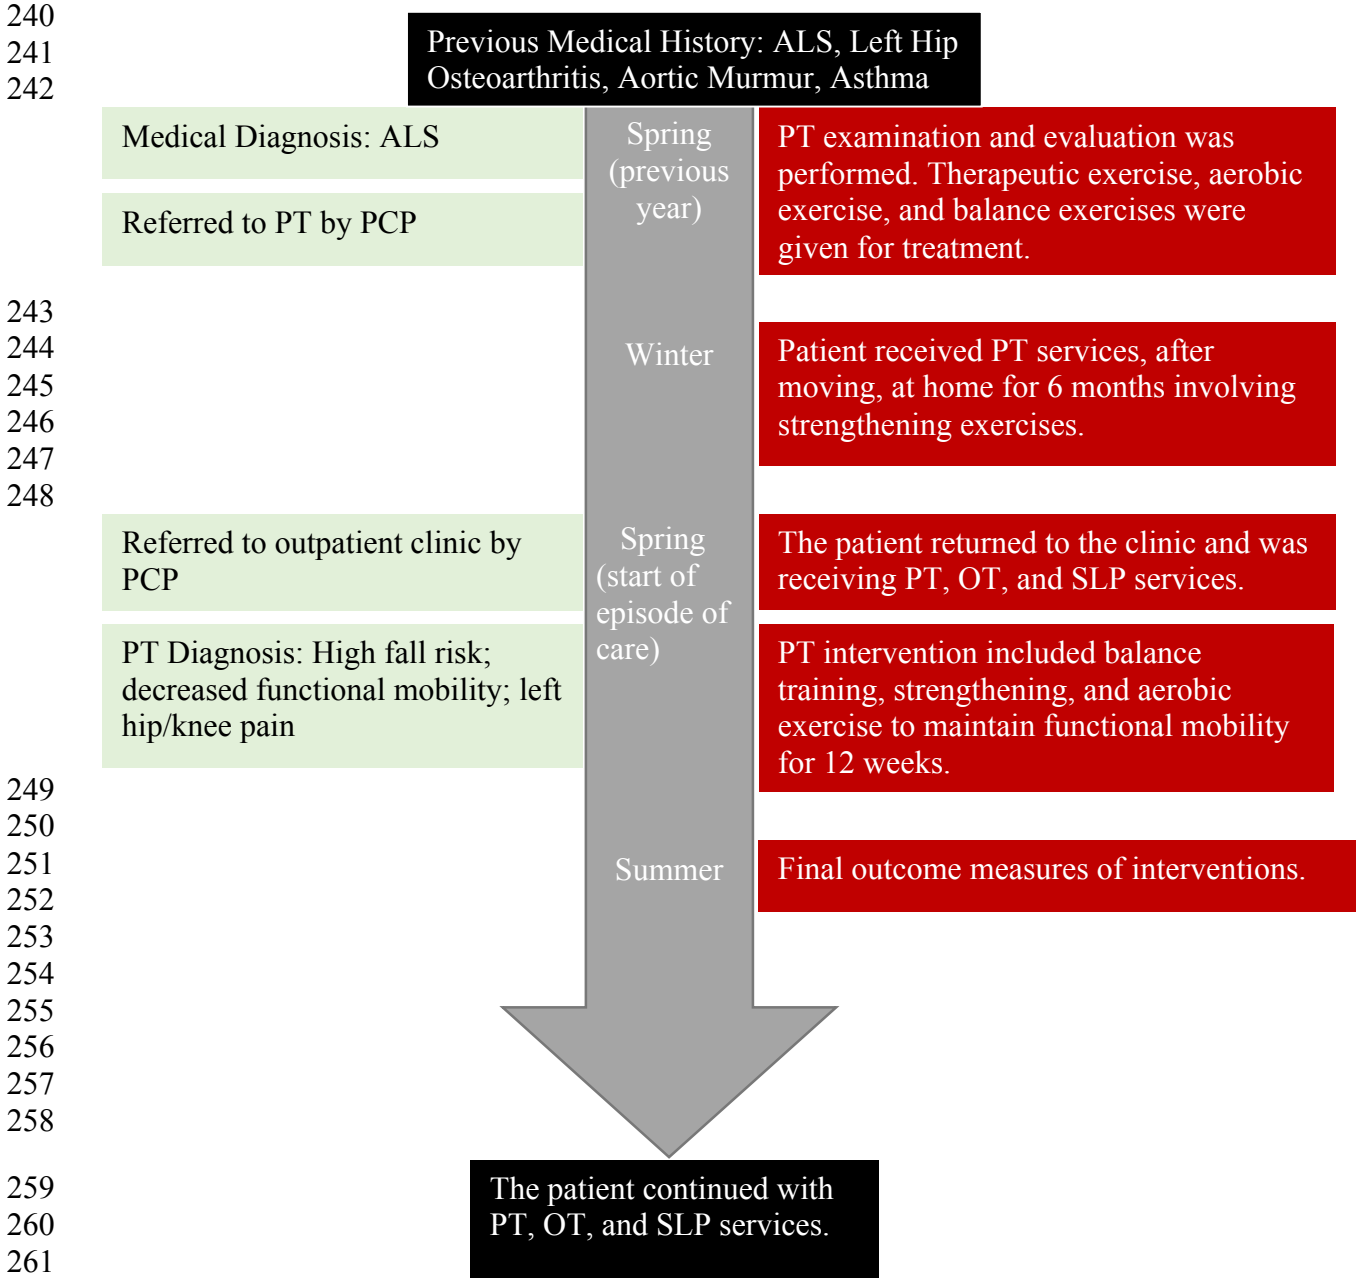 240
241
242
Previous Medical History: ALS, Left Hip
Osteoarthritis, Aortic Murmur, Asthma
Medical Diagnosis: ALS
Referred to PT by PCP
Spring
(previous
year)
PT examination and evaluation was
performed. Therapeutic exercise, aerobic
exercise, and balance exercises were
given for treatment.
243
244
245
246
247
248
Winter
Patient received PT services, after
moving, at home for 6 months involving
strengthening exercises.
Referred to outpatient clinic by
PCP
PT Diagnosis: High fall risk;
decreased functional mobility; left
hip/knee pain
Spring
(start of
episode of
care)
The patient returned to the clinic and was
receiving PT, OT, and SLP services.
PT intervention included balance
training, strengthening, and aerobic
exercise to maintain functional mobility
for 12 weeks.
249
250
251
252
253
254
255
256
257
258
Summer
Final outcome measures of interventions.
259
260
261
The patient continued with
PT, OT, and SLP services.